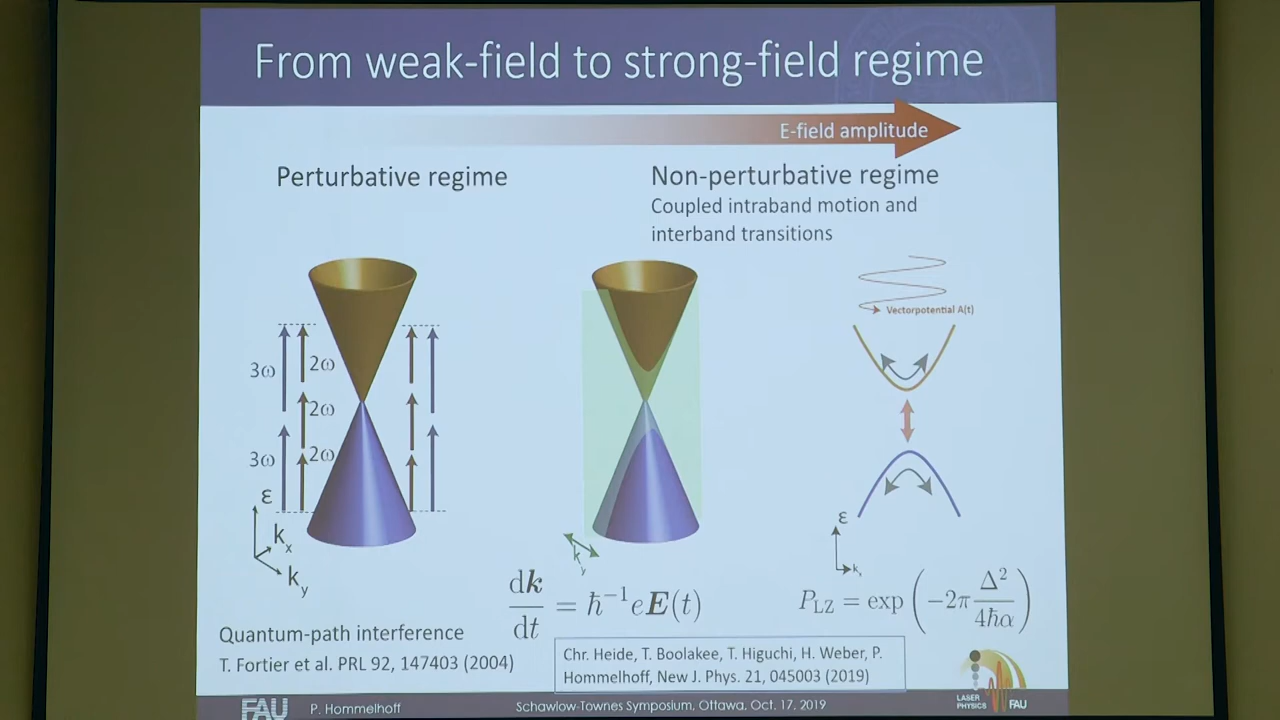 From weak-field to strong-field regime
E-field amplitude
Perturbative regime
Non-perturbative regime
Coupled intraband motion and
interband transitions
Vectorpotential A(t)
3ω
2ω
2ω
3ω
2ω
ε
kx
ky
ky
ε
dk/dt = ħ⁻¹eE(t)
P_LZ = exp(−2π Δ²/4ħα)
Quantum-path interference
T. Fortier et al. PRL 92, 147403 (2004)
Chr. Heide, T. Boolakee, T. Higuchi, H. Weber, P.
Hommelhoff, New J. Phys. 21, 045003 (2019)
LASER
PHYSICS FAU
FAU P. Hommelhoff Schawlow-Townes Symposium, Ottawa, Oct. 17. 2019